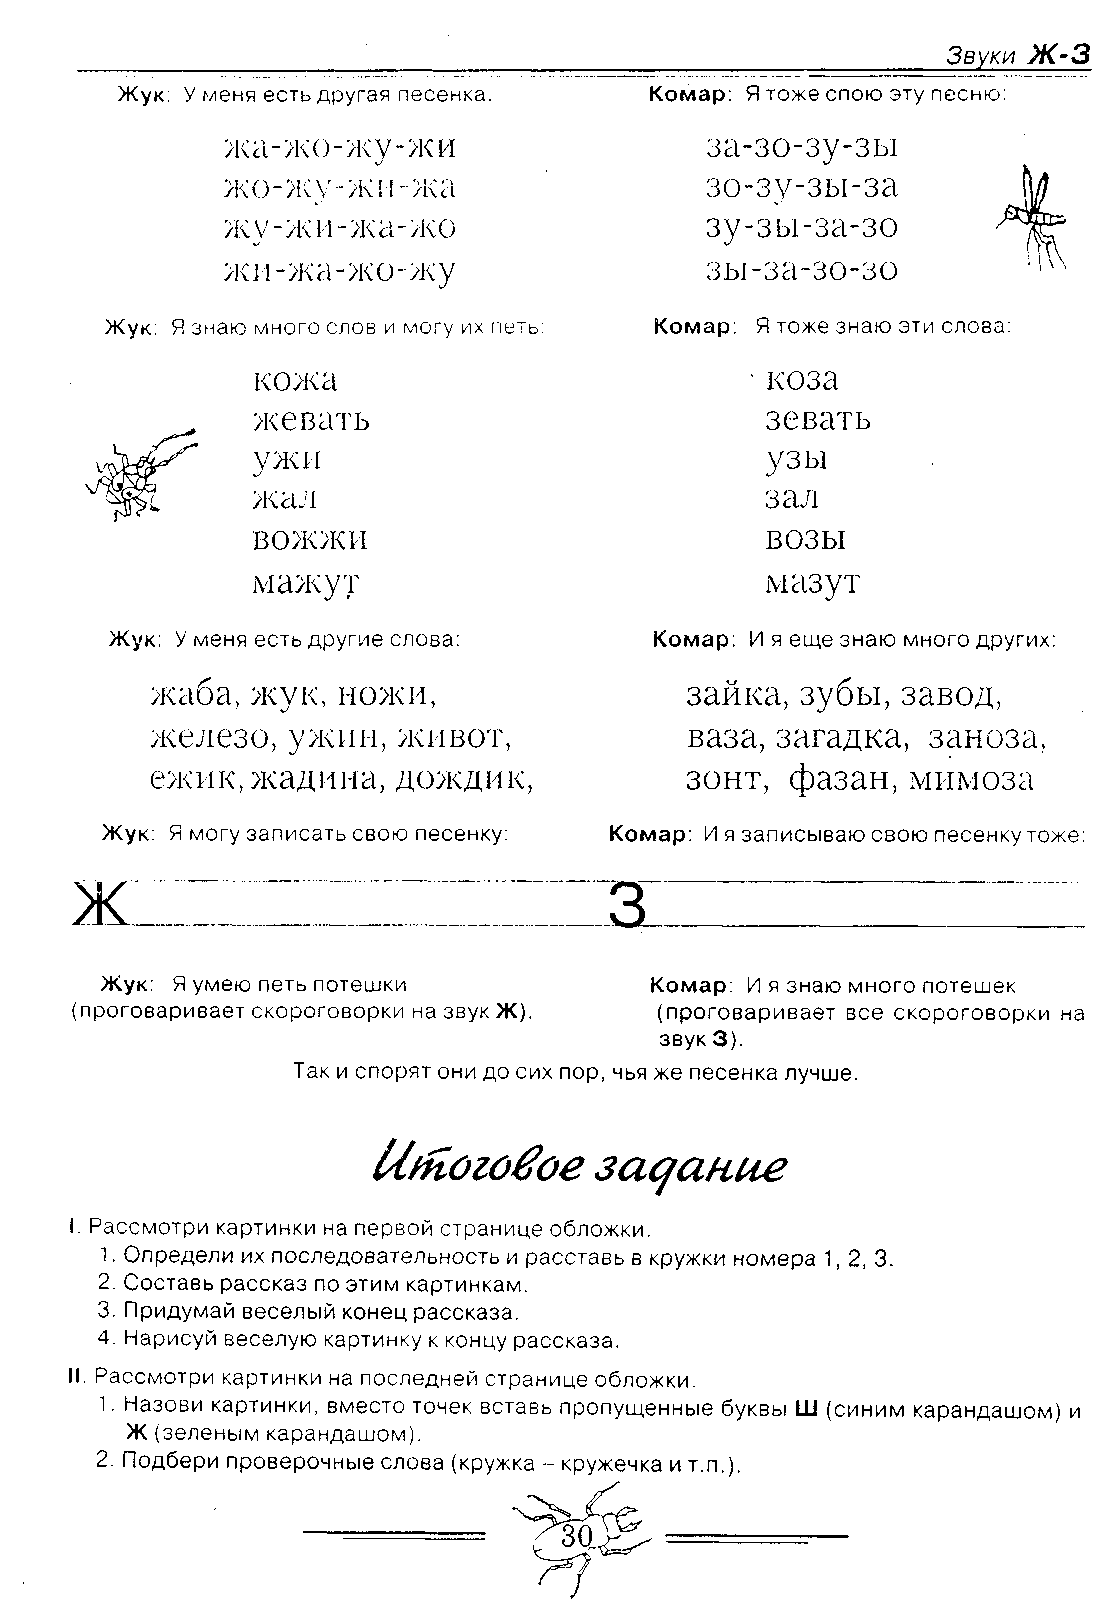 Звуки Ж-З
Жук: У меня есть другая песенка.
жа-жо-жу-жи
жо-жу-жи-жа
жу-жи-жа-жо
жи-жа-жо-жу
Комар: Я тоже спою эту песню:
за-зо-зу-зы
зо-зу-зы-за
зу-зы-за-зо
зы-за-зо-зо
Жук: Я знаю много слов и могу их петь:
кожа
жевать
ужи
жал
вожжи
мажут
Комар: Я тоже знаю эти слова:
коза
зевать
узы
зал
возы
мазут
Жук: У меня есть другие слова:
жаба, жук, ножи,
железо, ужин, живот,
ежик, жадина, дождик,
Комар: И я еще знаю много других:
зайка, зубы, завод,
ваза, загадка, заноза,
зонт, фазан, мимоза
Жук: Я могу записать свою песенку:
Ж
Комар: И я записываю свою песенку тоже:
З
Жук: Я умею петь потешки
(проговаривает скороговорки на звук Ж).
Комар: И я знаю много потешек
(проговаривает все скороговорки на
звук З).
Так и спорят они до сих пор, чья же песенка лучше.
Итоговое задание
I. Рассмотри картинки на первой странице обложки.
1. Определи их последовательность и расставь в кружки номера 1, 2, 3.
2. Составь рассказ по этим картинкам.
3. Придумай веселый конец рассказа.
4. Нарисуй веселую картинку к концу рассказа.
II. Рассмотри картинки на последней странице обложки.
1. Назови картинки, вместо точек вставь пропущенные буквы Ш (синим карандашом) и
Ж (зеленым карандашом).
2. Подбери проверочные слова (кружка – кружечка и т.п.).
30